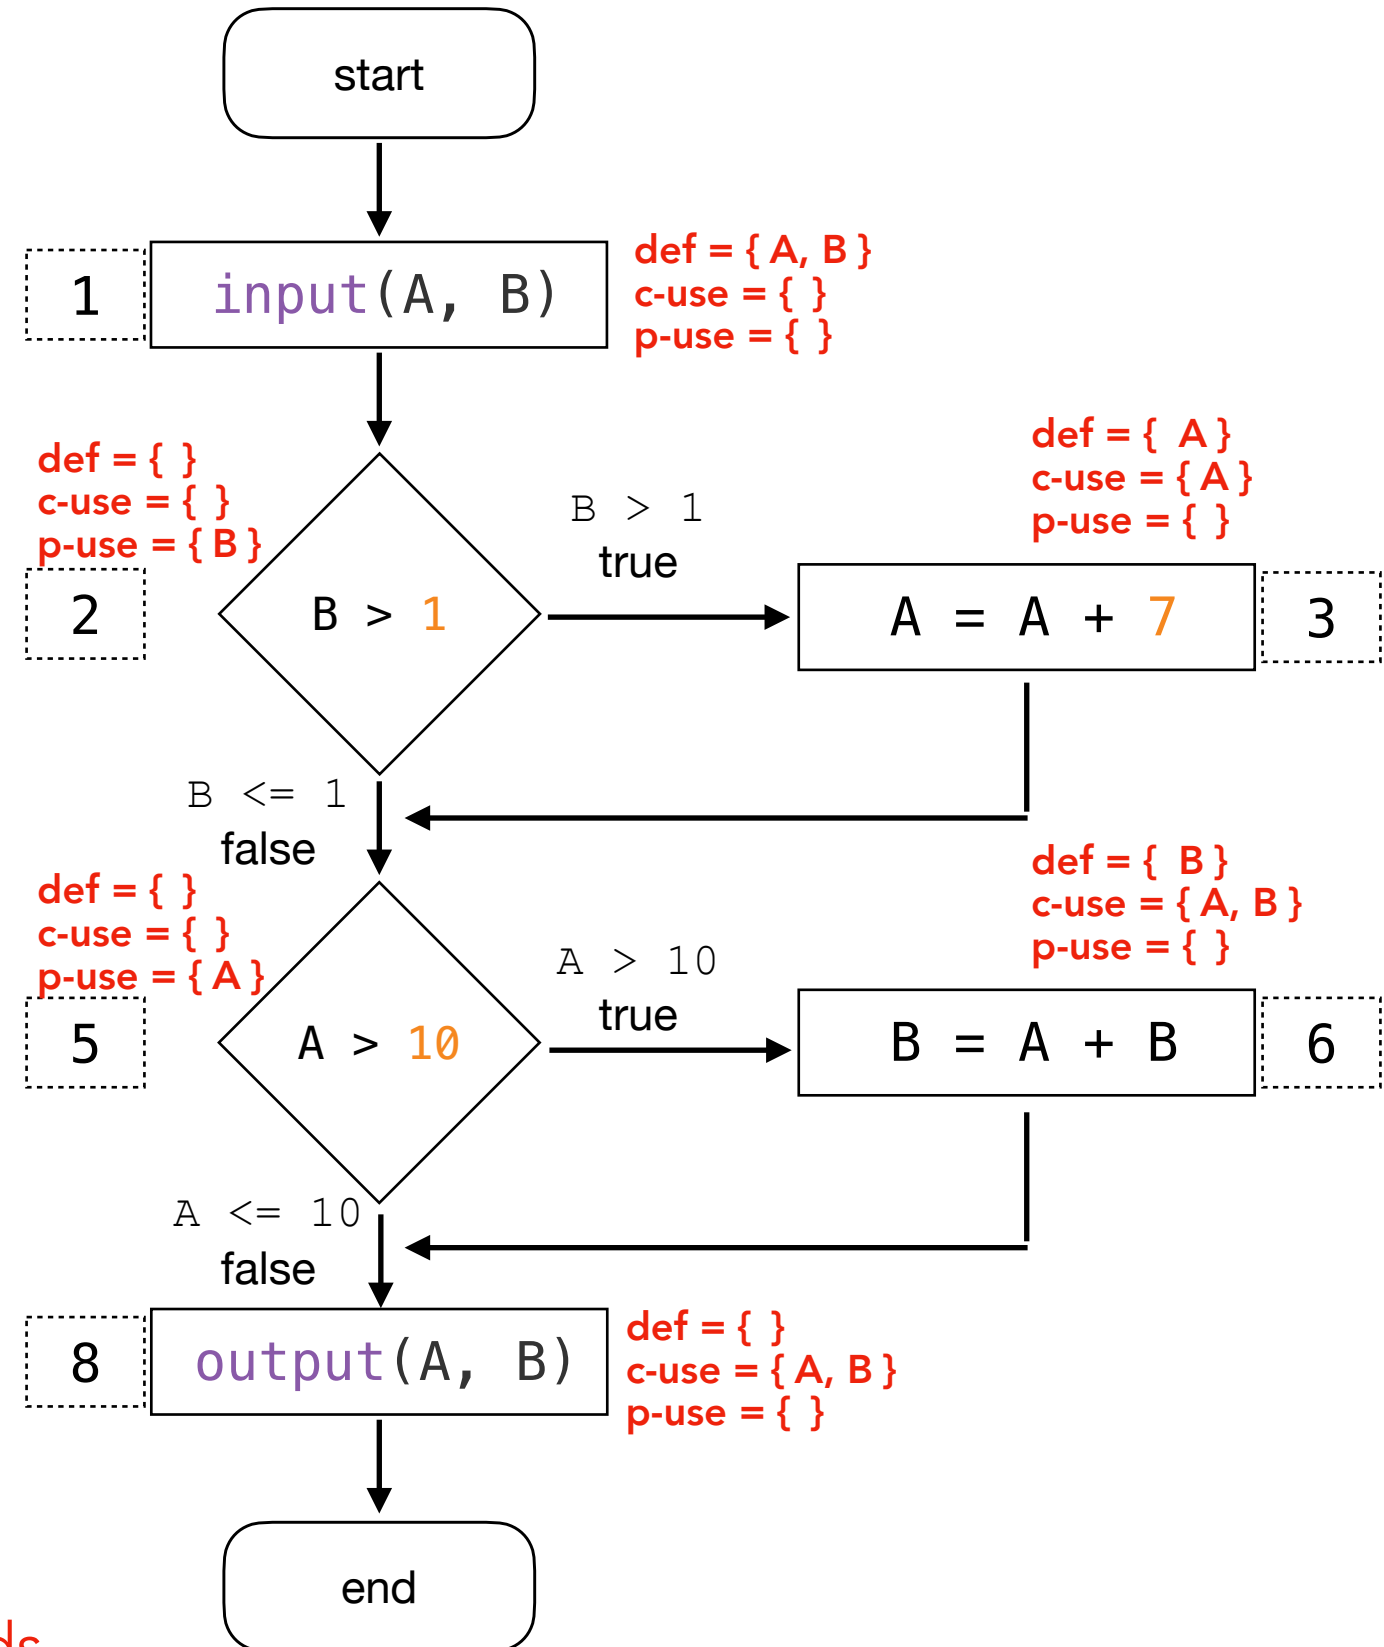 start
1
input(A, B)
def = { A, B }
c-use = { }
p-use = { }
def = { }
c-use = { }
p-use = { B }
2
B > 1
B > 1
true
def = { A }
c-use = { A }
p-use = { }
A = A + 7
3
B <= 1
false
def = { }
c-use = { }
p-use = { A }
5
A > 10
A > 10
true
def = { B }
c-use = { A, B }
p-use = { }
B = A + B
6
A <= 10
false
8
output(A, B)
def = { }
c-use = { A, B }
p-use = { }
end